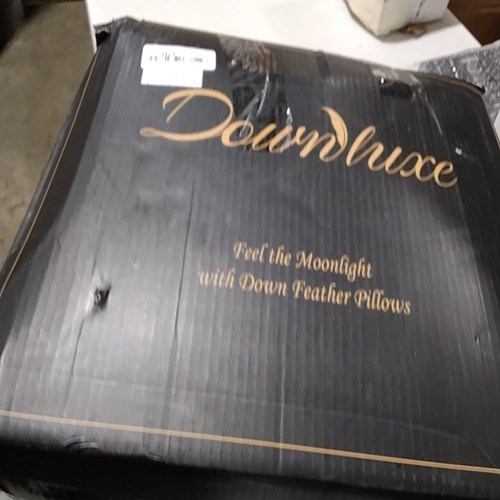 Downluxe
Feel the Moonlight
with Down Feather Pillows